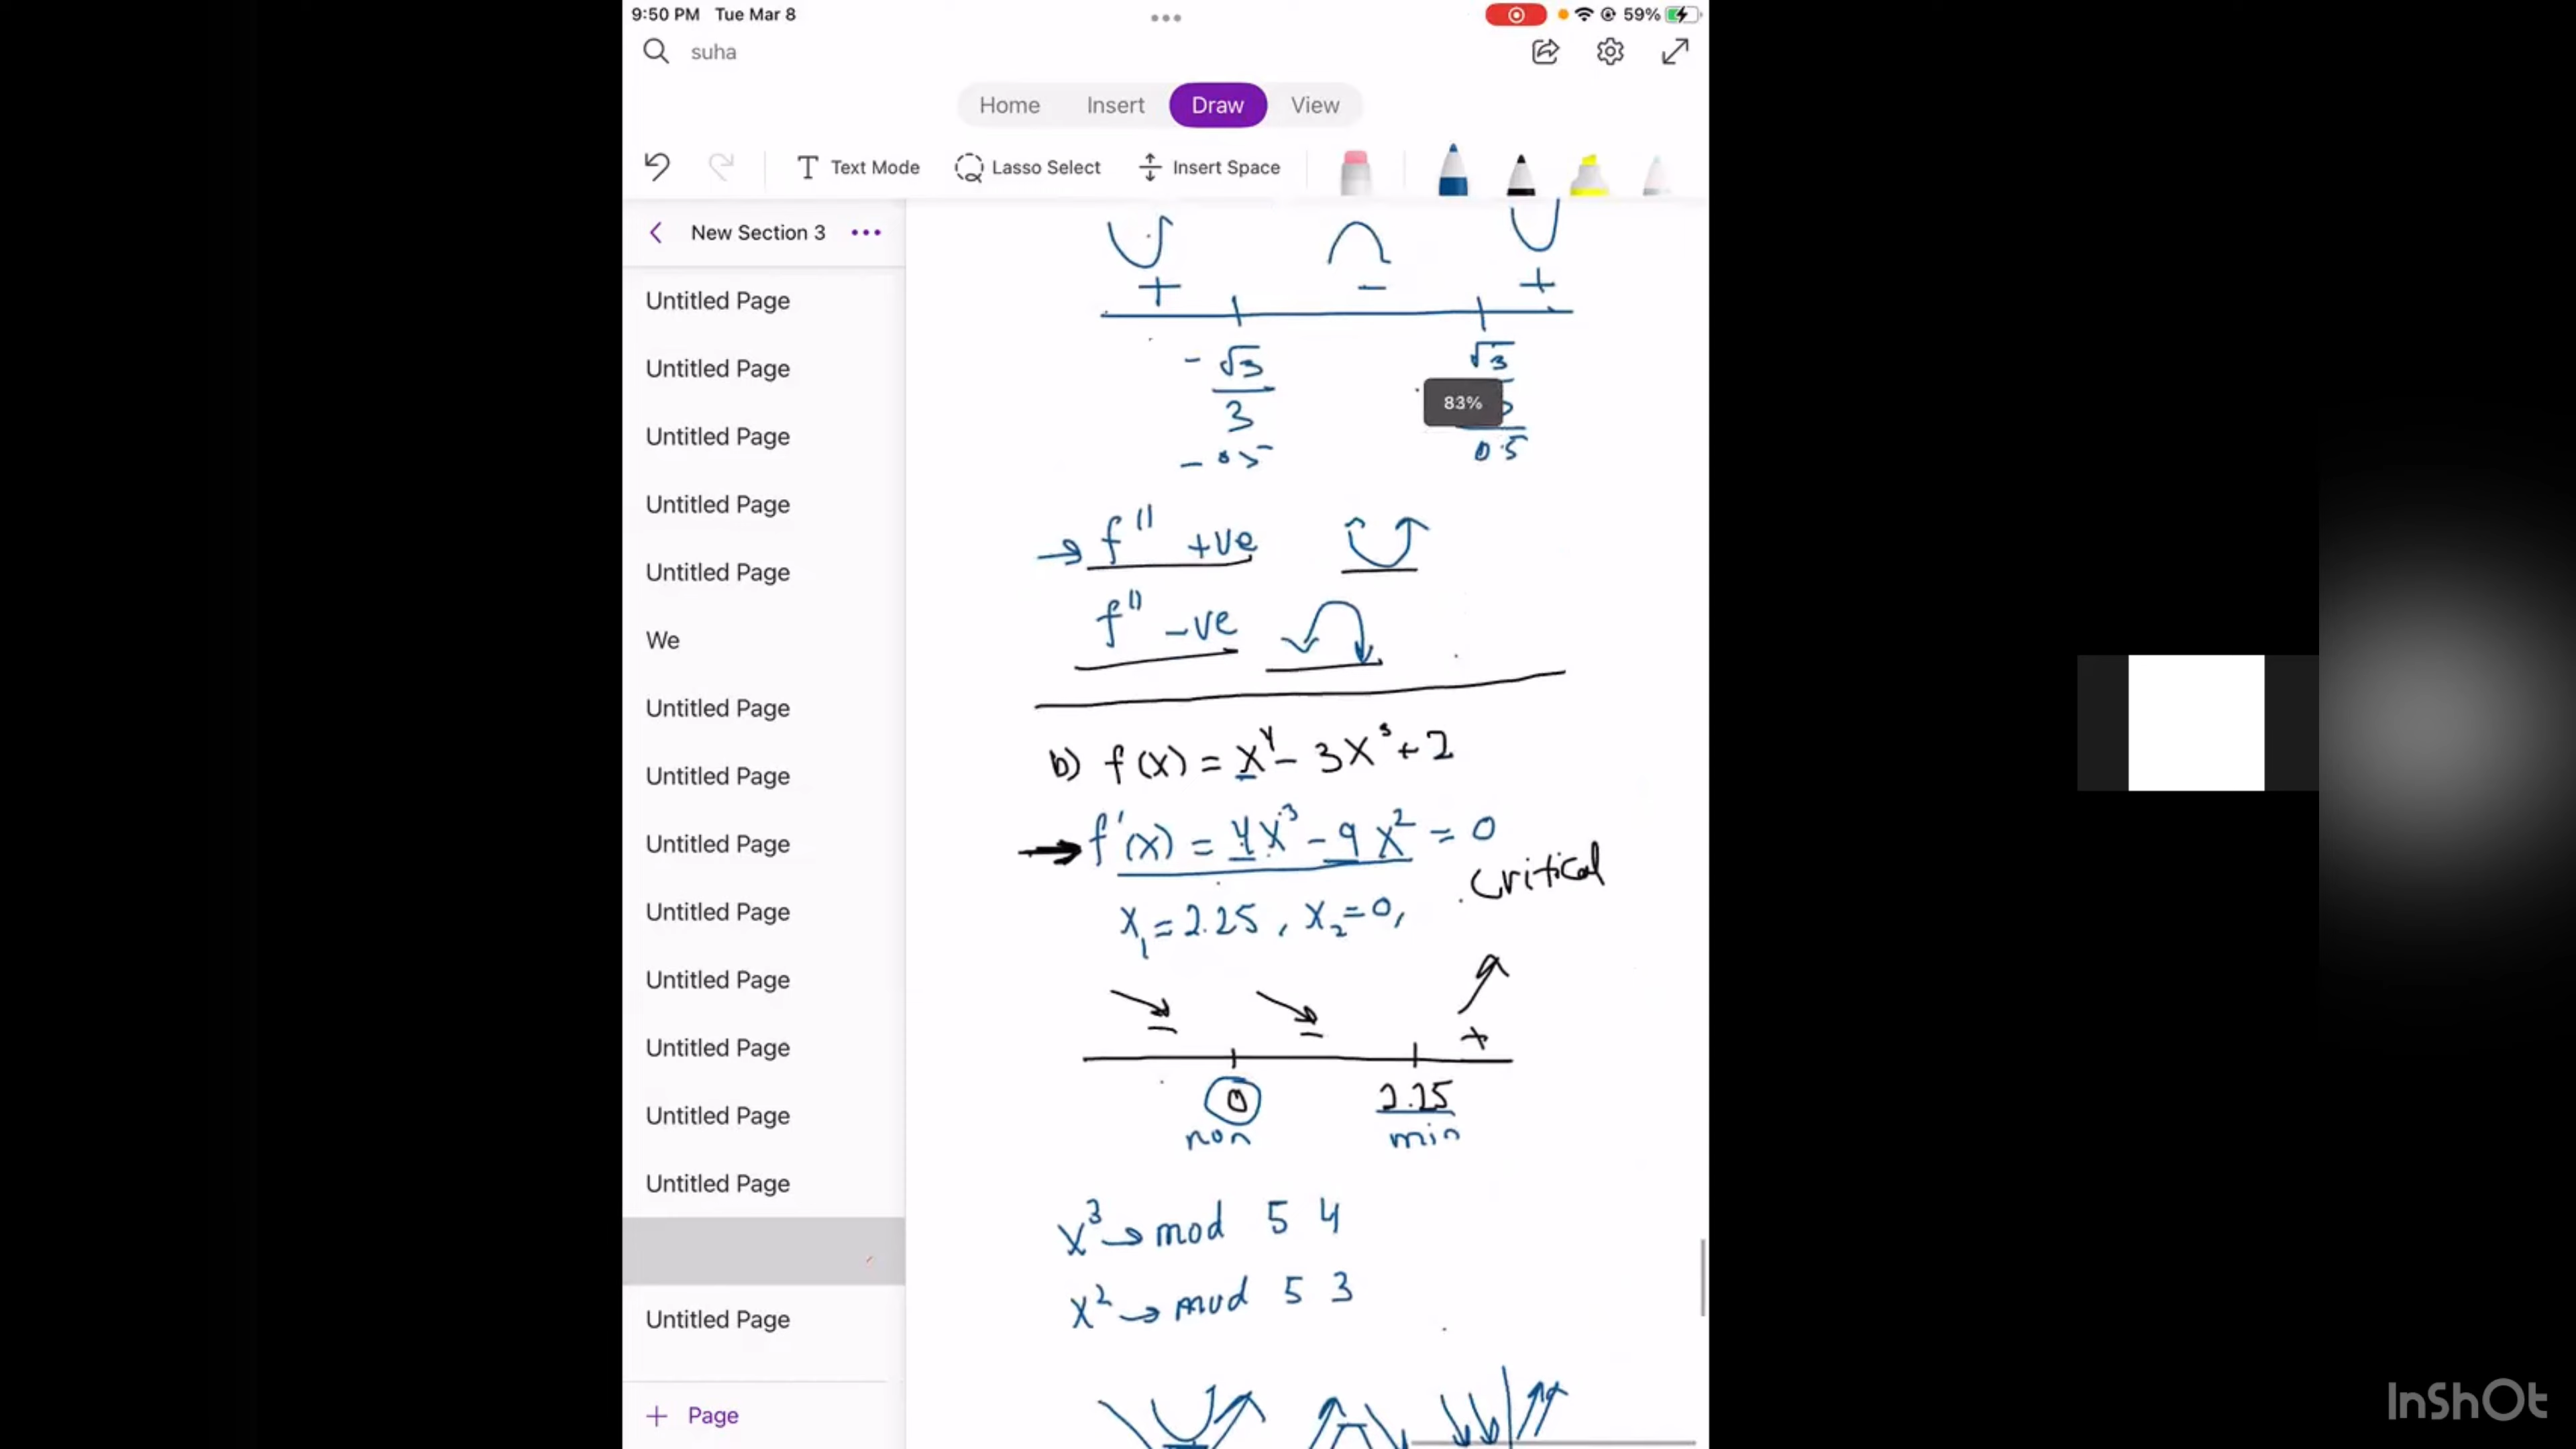 9:50 PM Tue Mar 8
59%
suha
Home Insert Draw View
Text Mode Lasso Select Insert Space
New Section 3
Untitled Page
Untitled Page
Untitled Page
Untitled Page
Untitled Page
We
Untitled Page
Untitled Page
Untitled Page
Untitled Page
Untitled Page
Untitled Page
Untitled Page
Untitled Page
Untitled Page
+ Page
+ - +
-√3/3 √3
83%
0.5
→ f'' +ve
f'' -ve
b) f(x) = x⁴ - 3x³ + 2
→ f'(x) = 4x³ - 9x² = 0
critical
x₁ = 2.25, x₂ = 0,
- - +
0 2.25
non min
x³ → mod 5 4
x² → mod 5 3
InShOt